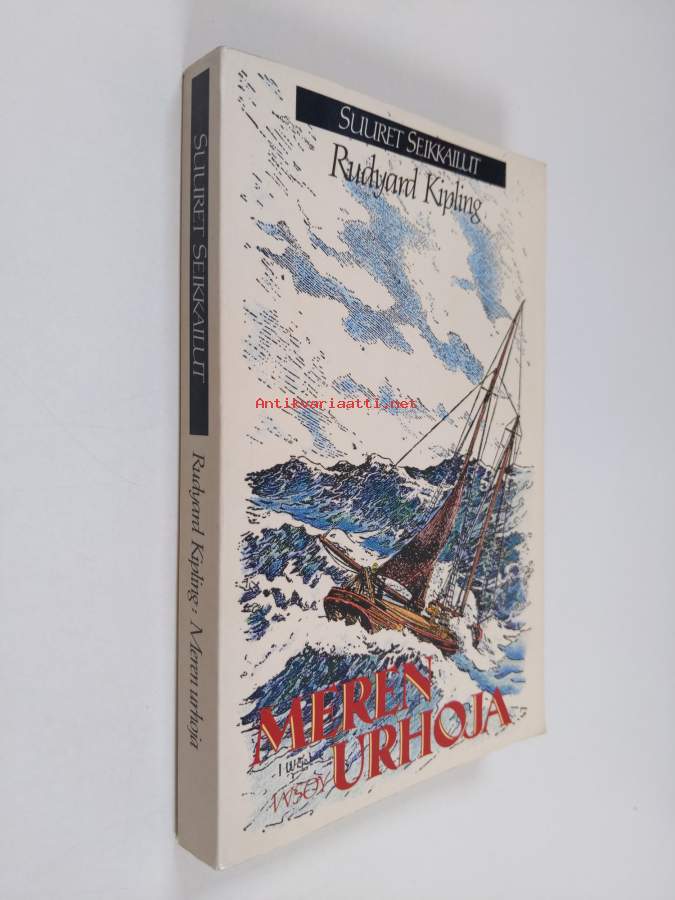 SUURET SEIKKAILUT
Rudyard Kipling
MEREN
URHOJA
WSOY
SUURET SEIKKAILUT
Rudyard Kipling: Meren urhoja
Antikvariaatti.net